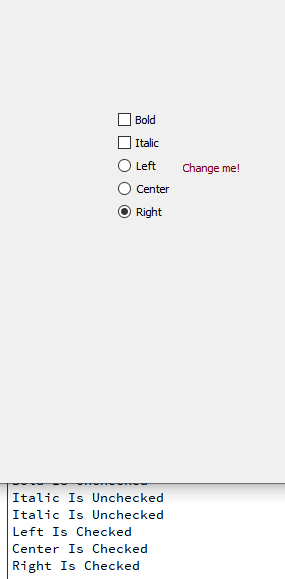 Bold
Italic
Left
Change me!
Center
Right
Italic Is Unchecked
Italic Is Unchecked
Left Is Checked
Center Is Checked
Right Is Checked